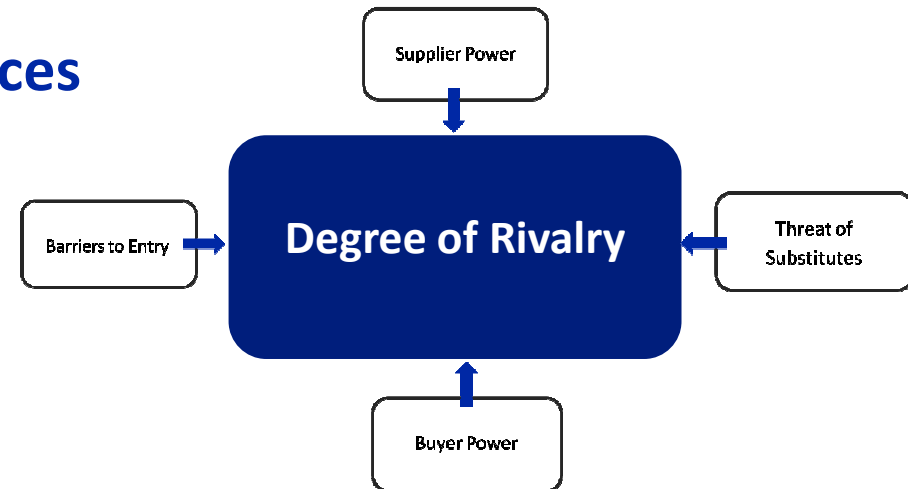 ces
Supplier Power
Barriers to Entry
Degree of Rivalry
Threat of
Substitutes
Buyer Power